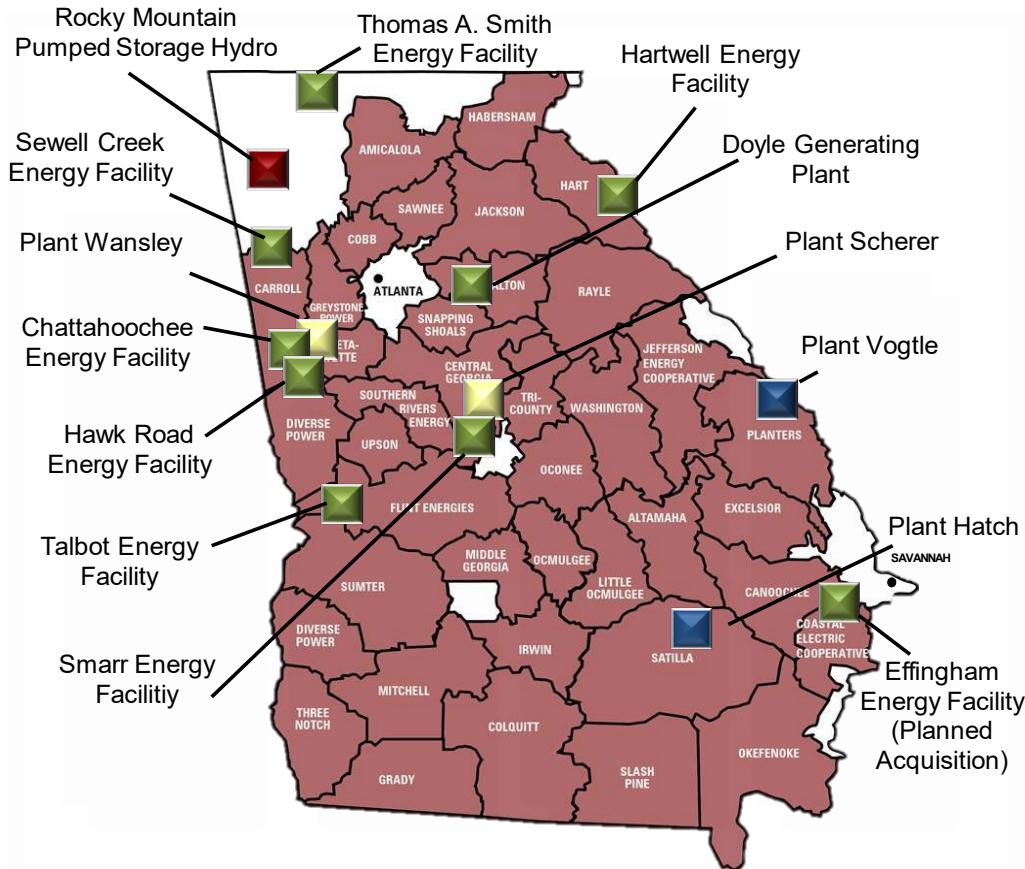 Rocky Mountain
Pumped Storage Hydro
Thomas A. Smith
Energy Facility
Hartwell Energy
Facility
Sewell Creek
Energy Facility
Doyle Generating
Plant
Plant Wansley
Plant Scherer
Chattahoochee
Energy Facility
Plant Vogtle
Hawk Road
Energy Facility
Talbot Energy
Facility
Plant Hatch
Smarr Energy
Facilitiy
Effingham
Energy Facility
(Planned
Acquisition)
HABERSHAM
AMICALOLA
HART
SAWNEE
JACKSON
COBB
CARROLL
ATLANTA
ALTON
RAYLE
GREYSTONE
POWER
SNAPPING
SHOALS
ETA-
TTE
CENTRAL
GEORGIA
JEFFERSON
ENERGY
COOPERATIVE
TRI-
COUNTY
WASHINGTON
SOUTHERN
RIVERS
ENERGY
DIVERSE
POWER
UPSON
PLANTERS
OCONEE
FLINT ENERGIES
ALTAMAHA
EXCELSIOR
MIDDLE
GEORGIA
OCMULGEE
LITTLE
OCMULGEE
SAVANNAH
SUMTER
CANOOCHEE
DIVERSE
POWER
IRWIN
SATILLA
COASTAL
ELECTRIC
COOPERATIVE
MITCHELL
THREE
NOTCH
COLQUITT
GRADY
SLASH
PINE
OKEFENOKE